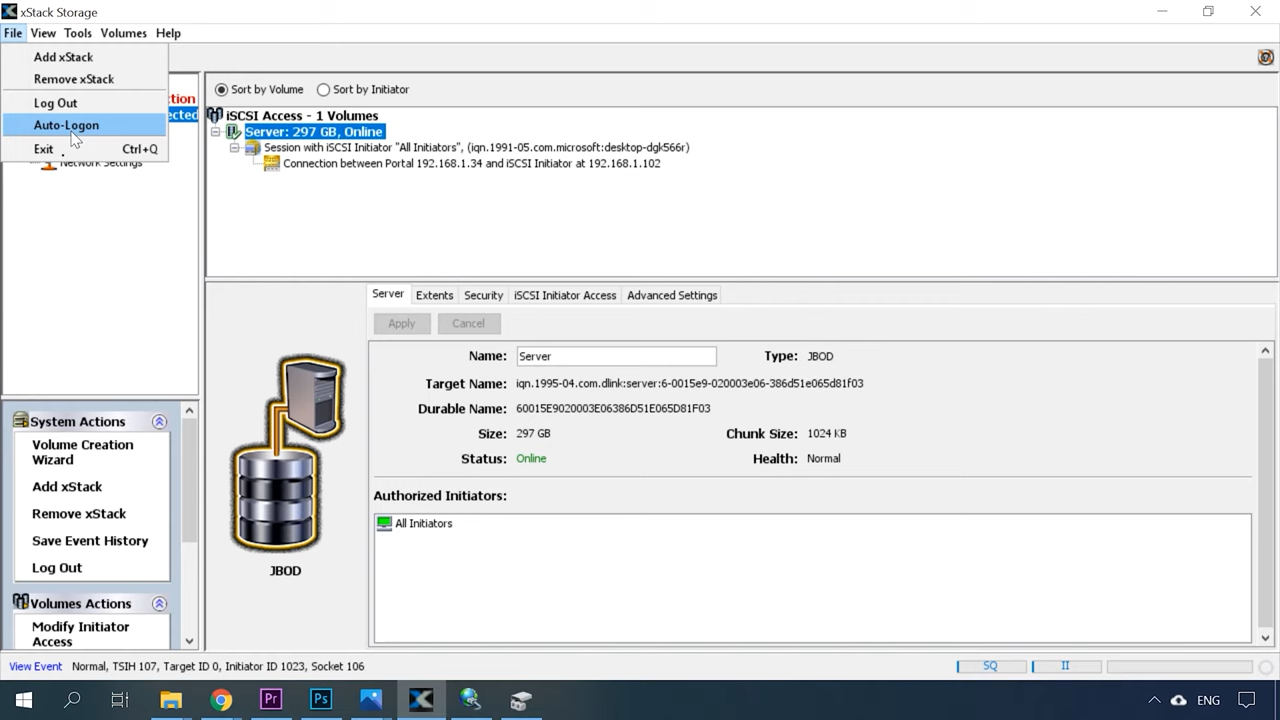 xStack Storage
File View Tools Volumes Help
Add xStack
Remove xStack
Log Out
Auto-Logon
Exit Ctrl+Q
Network Settings
Sort by Volume Sort by Initiator
iSCSI Access - 1 Volumes
Server: 297 GB, Online
Session with iSCSI Initiator "All Initiators", (iqn.1991-05.com.microsoft:desktop-dgk566r)
Connection between Portal 192.168.1.34 and iSCSI Initiator at 192.168.1.102
Server Extents Security iSCSI Initiator Access Advanced Settings
Apply Cancel
Name: Server Type: JBOD
Target Name: iqn.1995-04.com.dlink:server:6-0015e9-020003e06-386d51e065d81f03
Durable Name: 60015E9020003E06386D51E065D81F03
Size: 297 GB Chunk Size: 1024 KB
Status: Online Health: Normal
Authorized Initiators:
All Initiators
JBOD
System Actions
Volume Creation
Wizard
Add xStack
Remove xStack
Save Event History
Log Out
Volumes Actions
Modify Initiator
Access
View Event Normal, TSIH 107, Target ID 0, Initiator ID 1023, Socket 106
SQ II
Pr Ps ENG